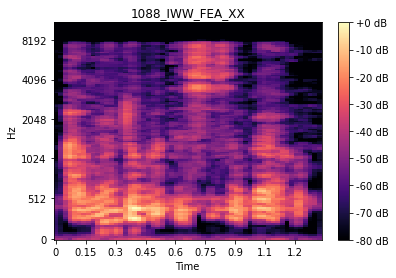 1088_IWW_FEA_XX
8192
4096
2048
1024
512
0
Hz
0 0.15 0.3 0.45 0.6 0.75 0.9 1.1 1.2
Time
+0 dB
-10 dB
-20 dB
-30 dB
-40 dB
-50 dB
-60 dB
-70 dB
-80 dB